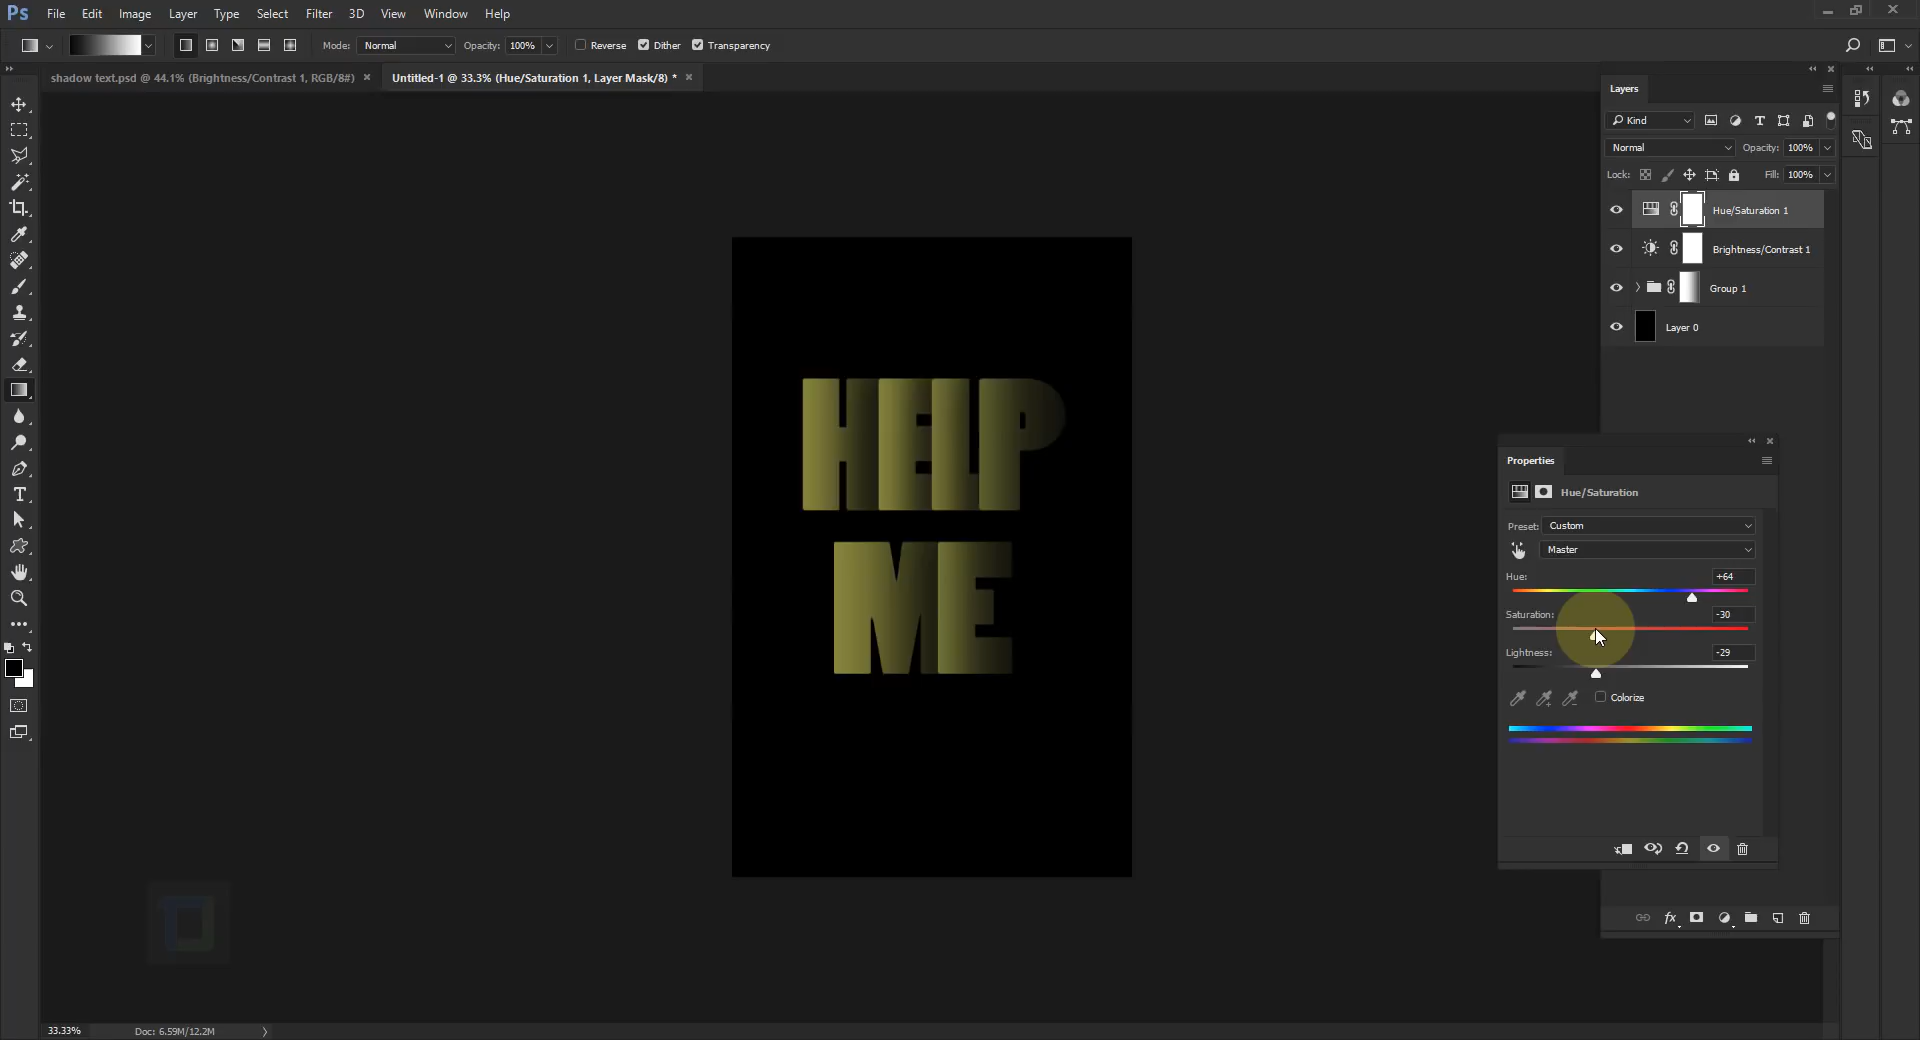 Ps File Edit Image Layer Type Select Filter 3D View Window Help
Mode: Normal Opacity: 100% Reverse Dither Transparency
shadow text.psd @ 44.1% (Brightness/Contrast 1, RGB/8#) × Untitled-1 @ 33.3% (Hue/Saturation 1, Layer Mask/8) * ×
Layers
Kind
Normal Opacity: 100%
Lock: Fill: 100%
Hue/Saturation 1
Brightness/Contrast 1
Group 1
Layer 0
HELP
ME
Properties
Hue/Saturation
Preset: Custom
Master
Hue: +64
Saturation: -30
Lightness: -29
Colorize
33.33% Doc: 6.59M/12.2M